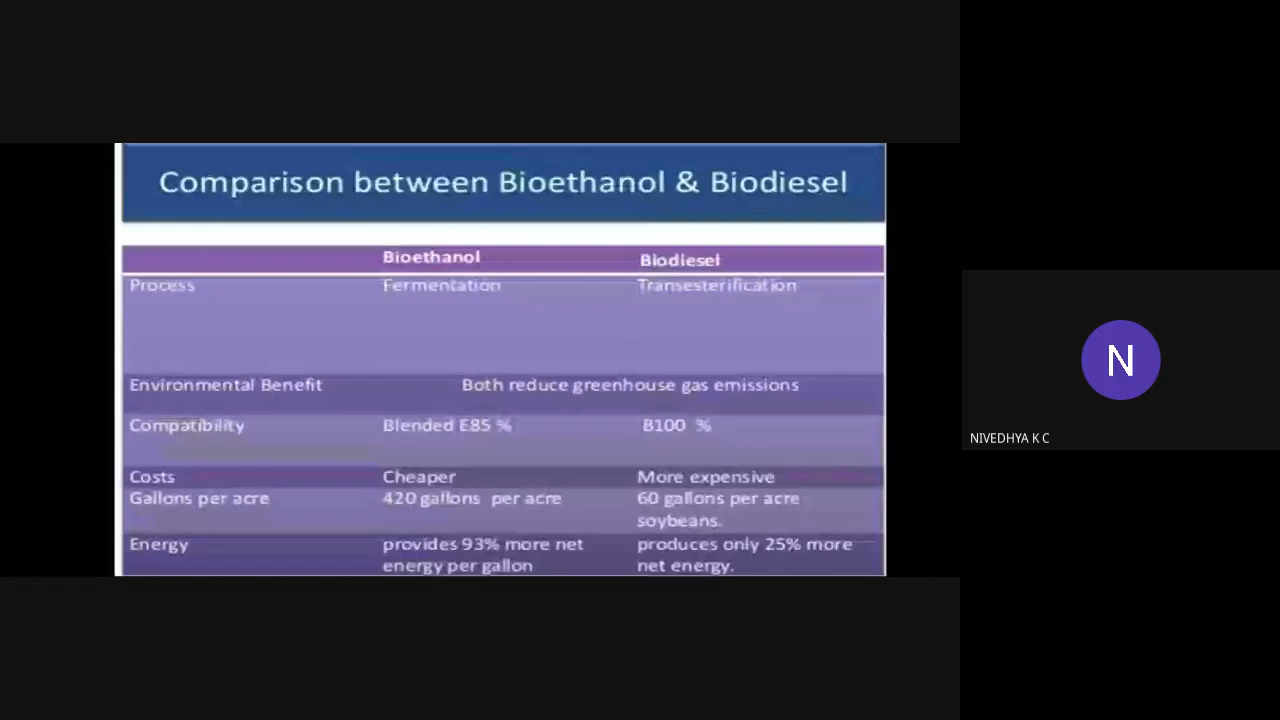 Comparison between Bioethanol & Biodiesel
Bioethanol Biodiesel
Process Fermentation Transesterification
Environmental Benefit Both reduce greenhouse gas emissions
Compatibility Blended E85 % B100 %
Costs Cheaper More expensive
Gallons per acre 420 gallons per acre 60 gallons per acre
soybeans.
Energy provides 93% more net produces only 25% more
energy per gallon net energy.
N
NIVEDHYA K C